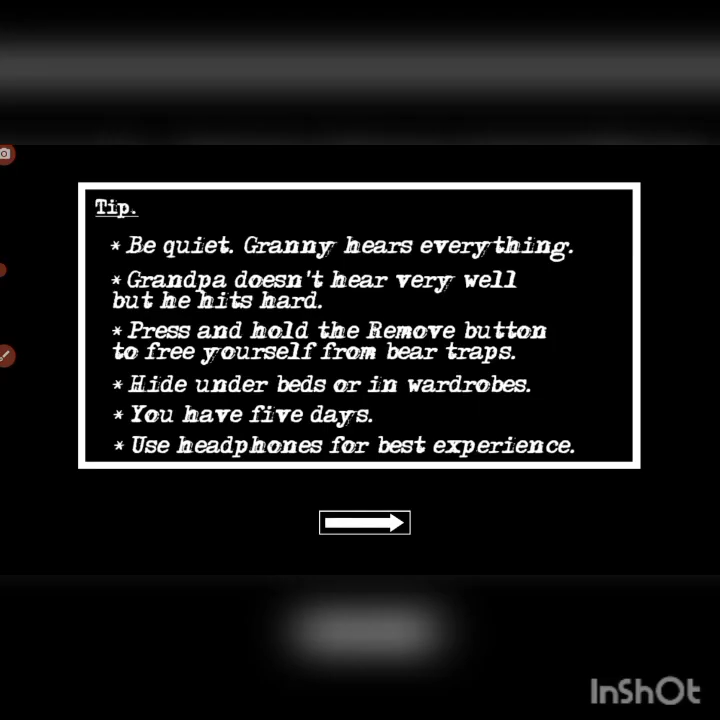 Tip.
* Be quiet. Granny hears everything.
* Grandpa doesn't hear very well
but he hits hard.
* Press and hold the Remove button
to free yourself from bear traps.
* Hide under beds or in wardrobes.
* You have five days.
* Use headphones for best experience.
InShOt